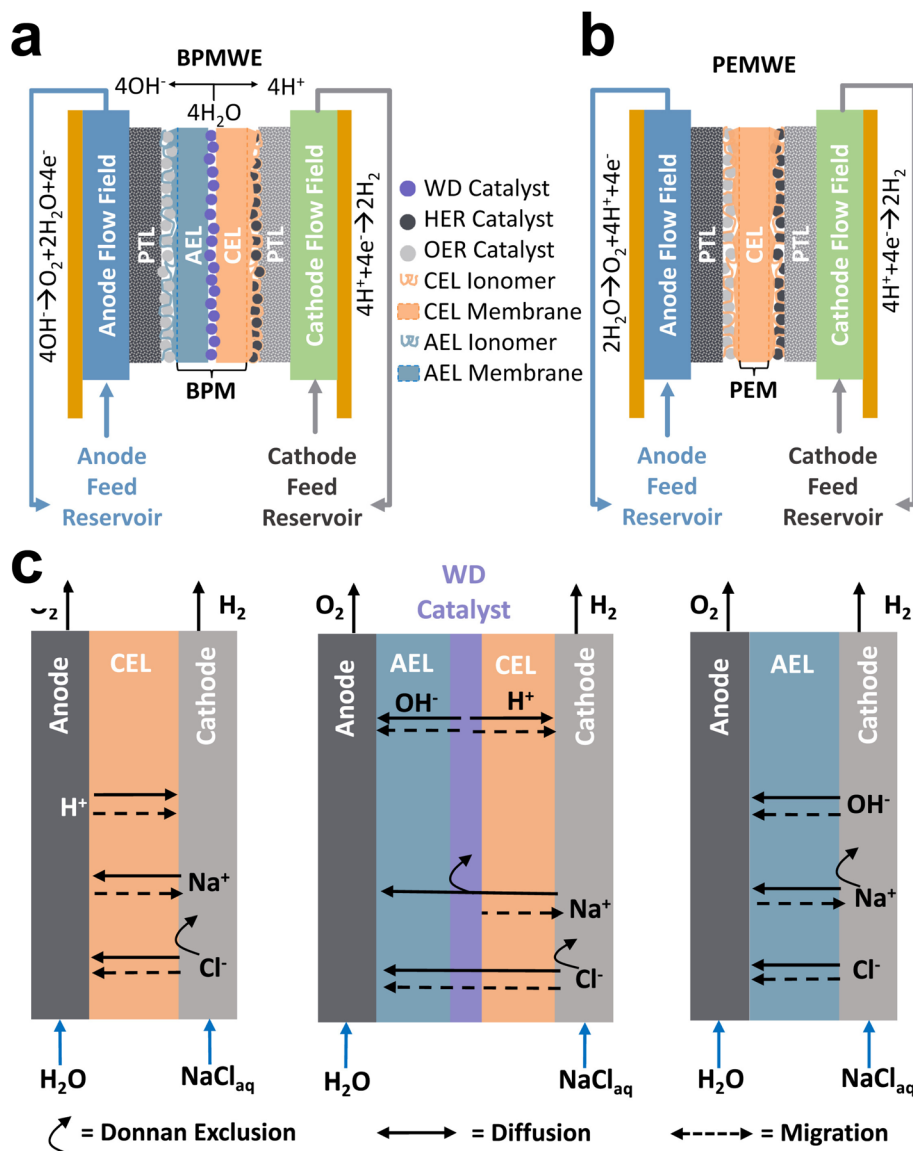 a
BPMWE
4OH⁻
4H⁺
4H₂O
4OH⁻→O₂+2H₂O+4e⁻
Anode Flow Field
PTL
AEL
CEL
PTL
Cathode Flow Field
4H⁺+4e⁻→2H₂
BPM
Anode
Feed
Reservoir
Cathode
Feed
Reservoir
WD Catalyst
HER Catalyst
OER Catalyst
CEL Ionomer
CEL Membrane
AEL Ionomer
AEL Membrane
b
PEMWE
2H₂O→O₂+4H⁺+4e⁻
Anode Flow Field
PTL
CEL
PTL
Cathode Flow Field
4H⁺+4e⁻→2H₂
PEM
Anode
Feed
Reservoir
Cathode
Feed
Reservoir
c
O₂
H₂
Anode
CEL
Cathode
H⁺
Na⁺
Cl⁻
H₂O
NaCl_aq
WD
Catalyst
O₂
H₂
Anode
AEL
CEL
Cathode
OH⁻
H⁺
Na⁺
Cl⁻
H₂O
NaCl_aq
O₂
H₂
Anode
AEL
Cathode
OH⁻
Na⁺
Cl⁻
H₂O
NaCl_aq
= Donnan Exclusion
= Diffusion
= Migration